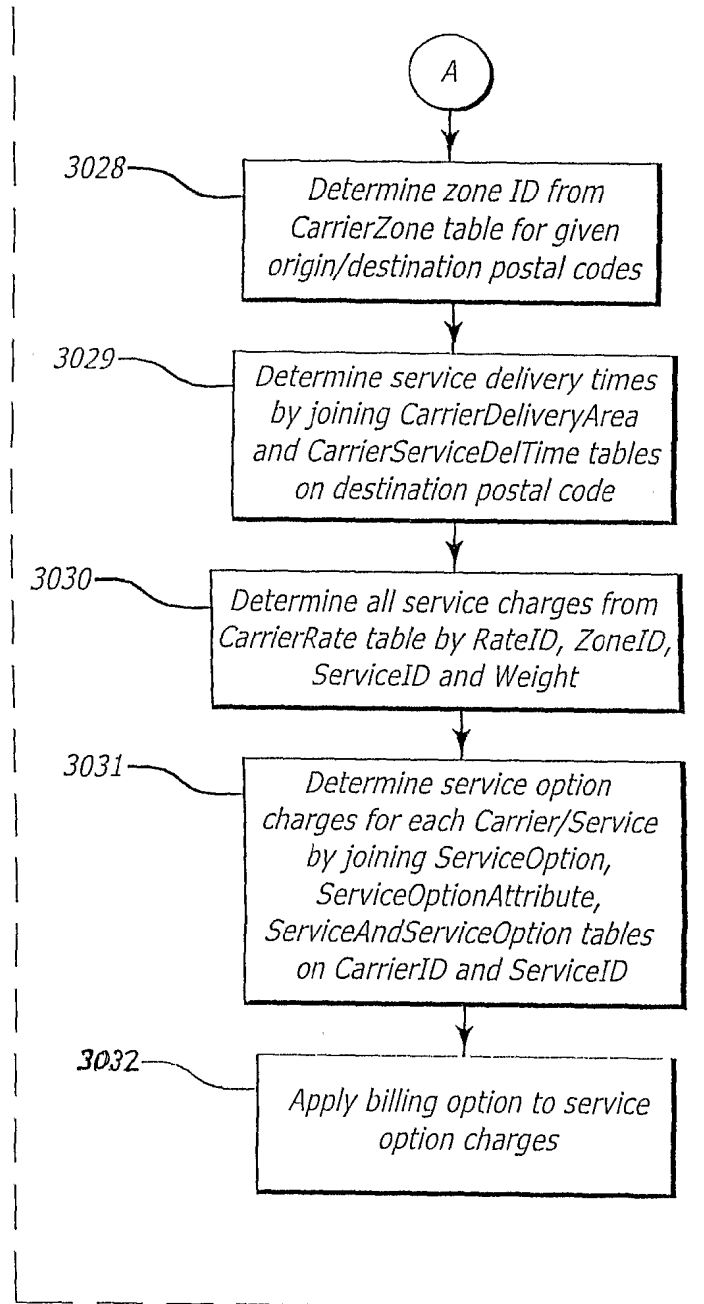 A
3028
Determine zone ID from
CarrierZone table for given
origin/destination postal codes
3029
Determine service delivery times
by joining CarrierDeliveryArea
and CarrierServiceDelTime tables
on destination postal code
3030
Determine all service charges from
CarrierRate table by RateID, ZoneID,
ServiceID and Weight
3031
Determine service option
charges for each Carrier/Service
by joining ServiceOption,
ServiceOptionAttribute,
ServiceAndServiceOption tables
on CarrierID and ServiceID
3032
Apply billing option to service
option charges